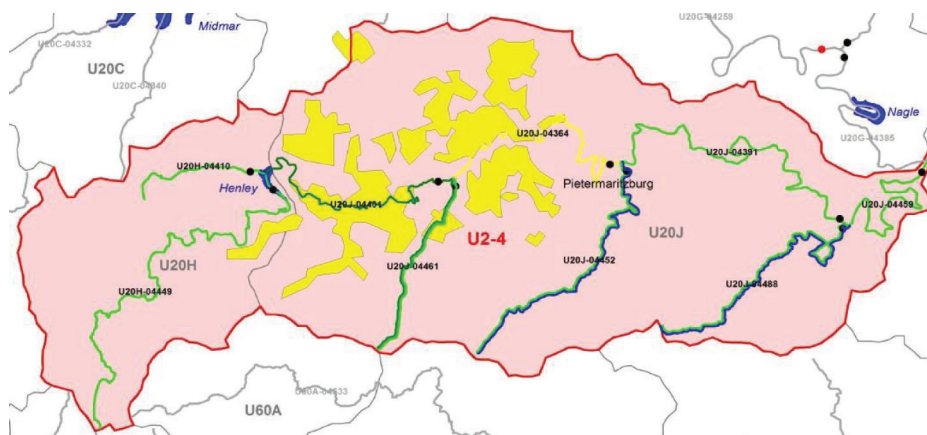 Midmar
U20G-04259
U20C-04332
U20C
U20C-04340
Nagle
U20G-04385
U20J-04364
U20J-04391
U20H-04410
Pietermaritzburg
Henley
U20J-04401
U20J-04459
U2-4
U20J
U20H
U20J-04461
U20J-04452
U20J-04488
U20H-04449
U60A-04533
U60A